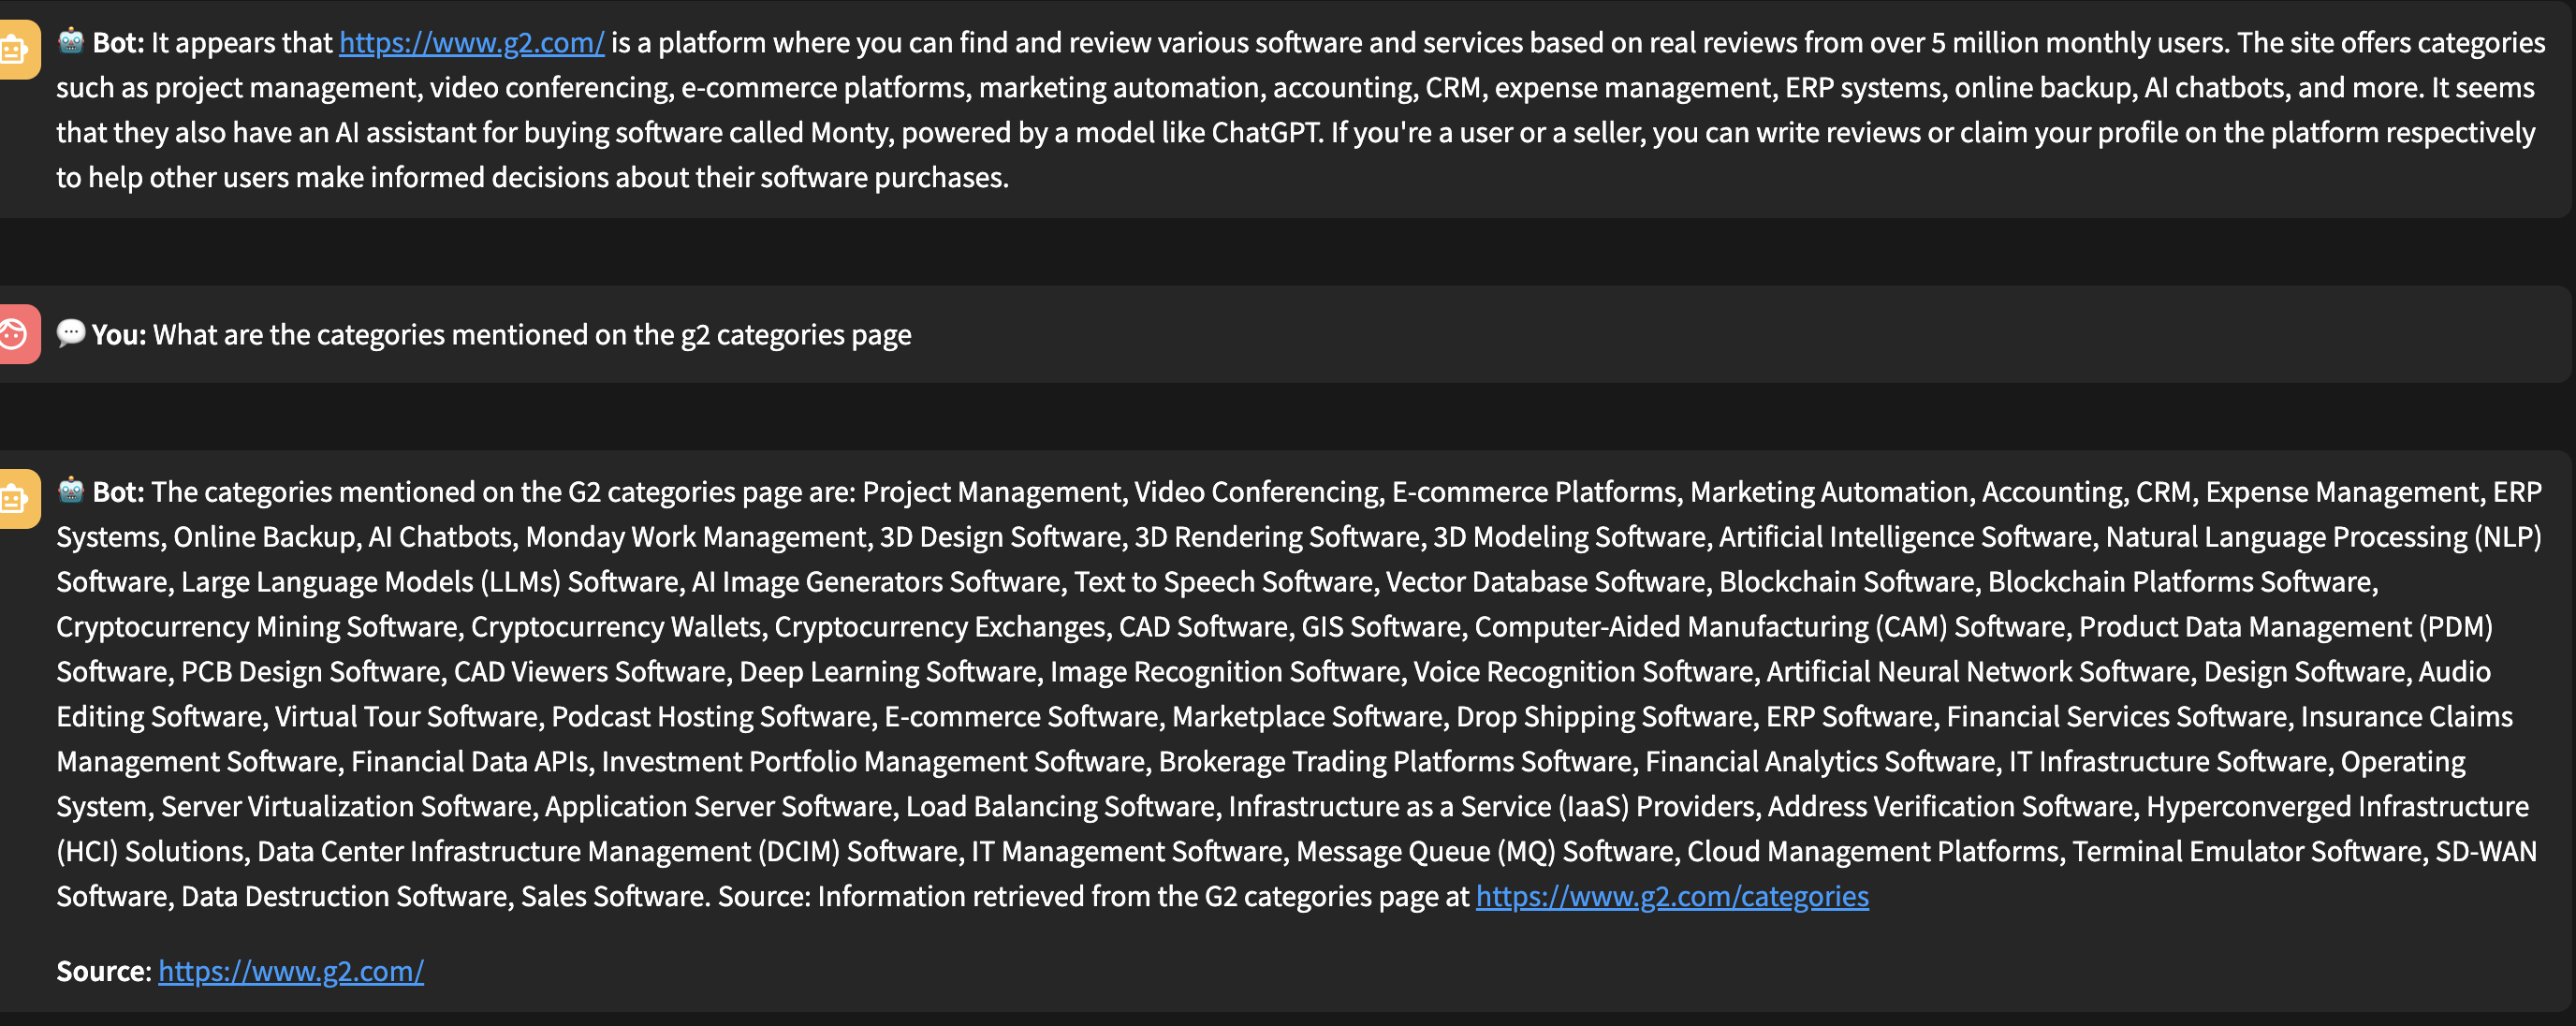 🤖 Bot: It appears that https://www.g2.com/ is a platform where you can find and review various software and services based on real reviews from over 5 million monthly users. The site offers categories
such as project management, video conferencing, e-commerce platforms, marketing automation, accounting, CRM, expense management, ERP systems, online backup, AI chatbots, and more. It seems
that they also have an AI assistant for buying software called Monty, powered by a model like ChatGPT. If you're a user or a seller, you can write reviews or claim your profile on the platform respectively
to help other users make informed decisions about their software purchases.
💬 You: What are the categories mentioned on the g2 categories page
🤖 Bot: The categories mentioned on the G2 categories page are: Project Management, Video Conferencing, E-commerce Platforms, Marketing Automation, Accounting, CRM, Expense Management, ERP
Systems, Online Backup, AI Chatbots, Monday Work Management, 3D Design Software, 3D Rendering Software, 3D Modeling Software, Artificial Intelligence Software, Natural Language Processing (NLP)
Software, Large Language Models (LLMs) Software, AI Image Generators Software, Text to Speech Software, Vector Database Software, Blockchain Software, Blockchain Platforms Software,
Cryptocurrency Mining Software, Cryptocurrency Wallets, Cryptocurrency Exchanges, CAD Software, GIS Software, Computer-Aided Manufacturing (CAM) Software, Product Data Management (PDM)
Software, PCB Design Software, CAD Viewers Software, Deep Learning Software, Image Recognition Software, Voice Recognition Software, Artificial Neural Network Software, Design Software, Audio
Editing Software, Virtual Tour Software, Podcast Hosting Software, E-commerce Software, Marketplace Software, Drop Shipping Software, ERP Software, Financial Services Software, Insurance Claims
Management Software, Financial Data APIs, Investment Portfolio Management Software, Brokerage Trading Platforms Software, Financial Analytics Software, IT Infrastructure Software, Operating
System, Server Virtualization Software, Application Server Software, Load Balancing Software, Infrastructure as a Service (IaaS) Providers, Address Verification Software, Hyperconverged Infrastructure
(HCI) Solutions, Data Center Infrastructure Management (DCIM) Software, IT Management Software, Message Queue (MQ) Software, Cloud Management Platforms, Terminal Emulator Software, SD-WAN
Software, Data Destruction Software, Sales Software. Source: Information retrieved from the G2 categories page at https://www.g2.com/categories
Source: https://www.g2.com/